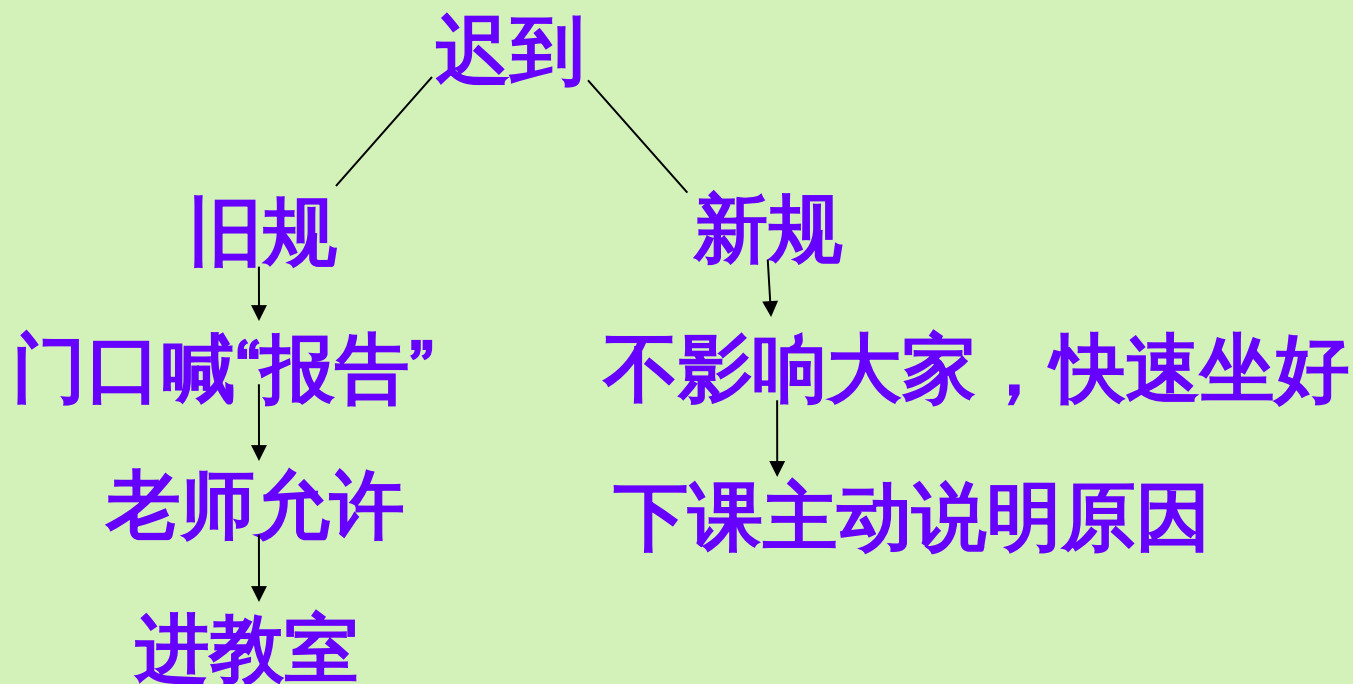 迟到
旧规
新规
门口喊“报告”
不影响大家，快速坐好
老师允许
下课主动说明原因
进教室